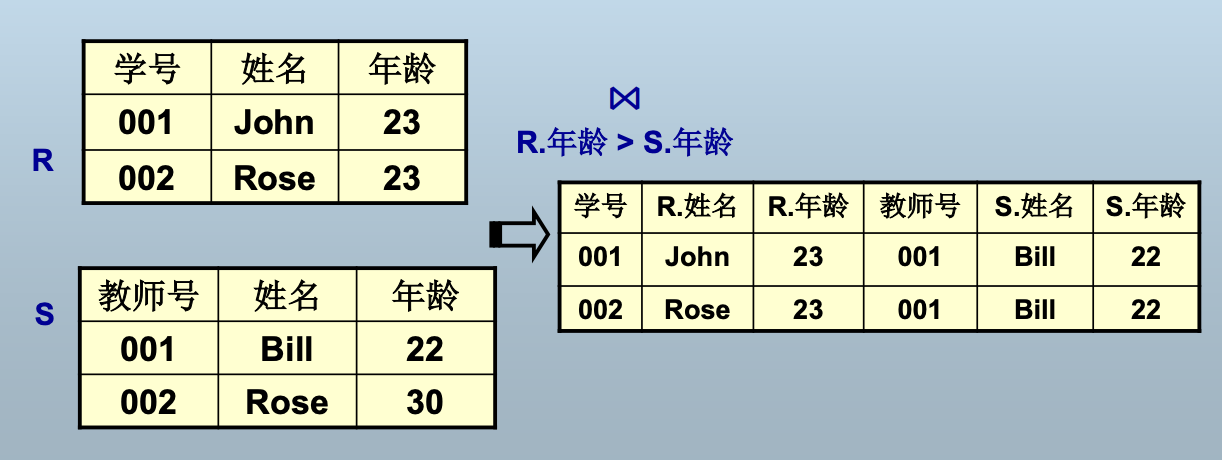 R
学号 姓名 年龄
001 John 23
002 Rose 23
S
教师号 姓名 年龄
001 Bill 22
002 Rose 30
⋈
R.年龄 > S.年龄
学号 R.姓名 R.年龄 教师号 S.姓名 S.年龄
001 John 23 001 Bill 22
002 Rose 23 001 Bill 22